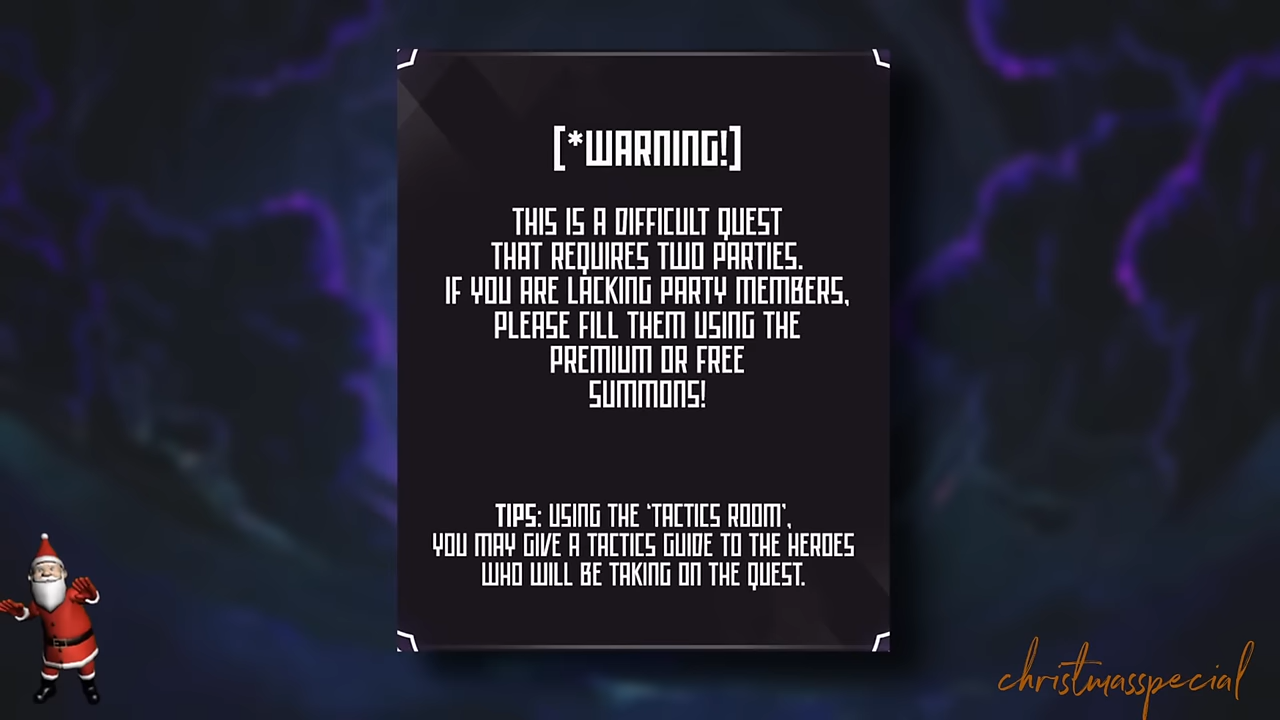 [*WARNING!]
THIS IS A DIFFICULT QUEST
THAT REQUIRES TWO PARTIES.
IF YOU ARE LACKING PARTY MEMBERS,
PLEASE FILL THEM USING THE
PREMIUM OR FREE
SUMMONS!
TIPS: USING THE ‘TACTICS ROOM’,
YOU MAY GIVE A TACTICS GUIDE TO THE HEROES
WHO WILL BE TAKING ON THE QUEST.
christmasspecial